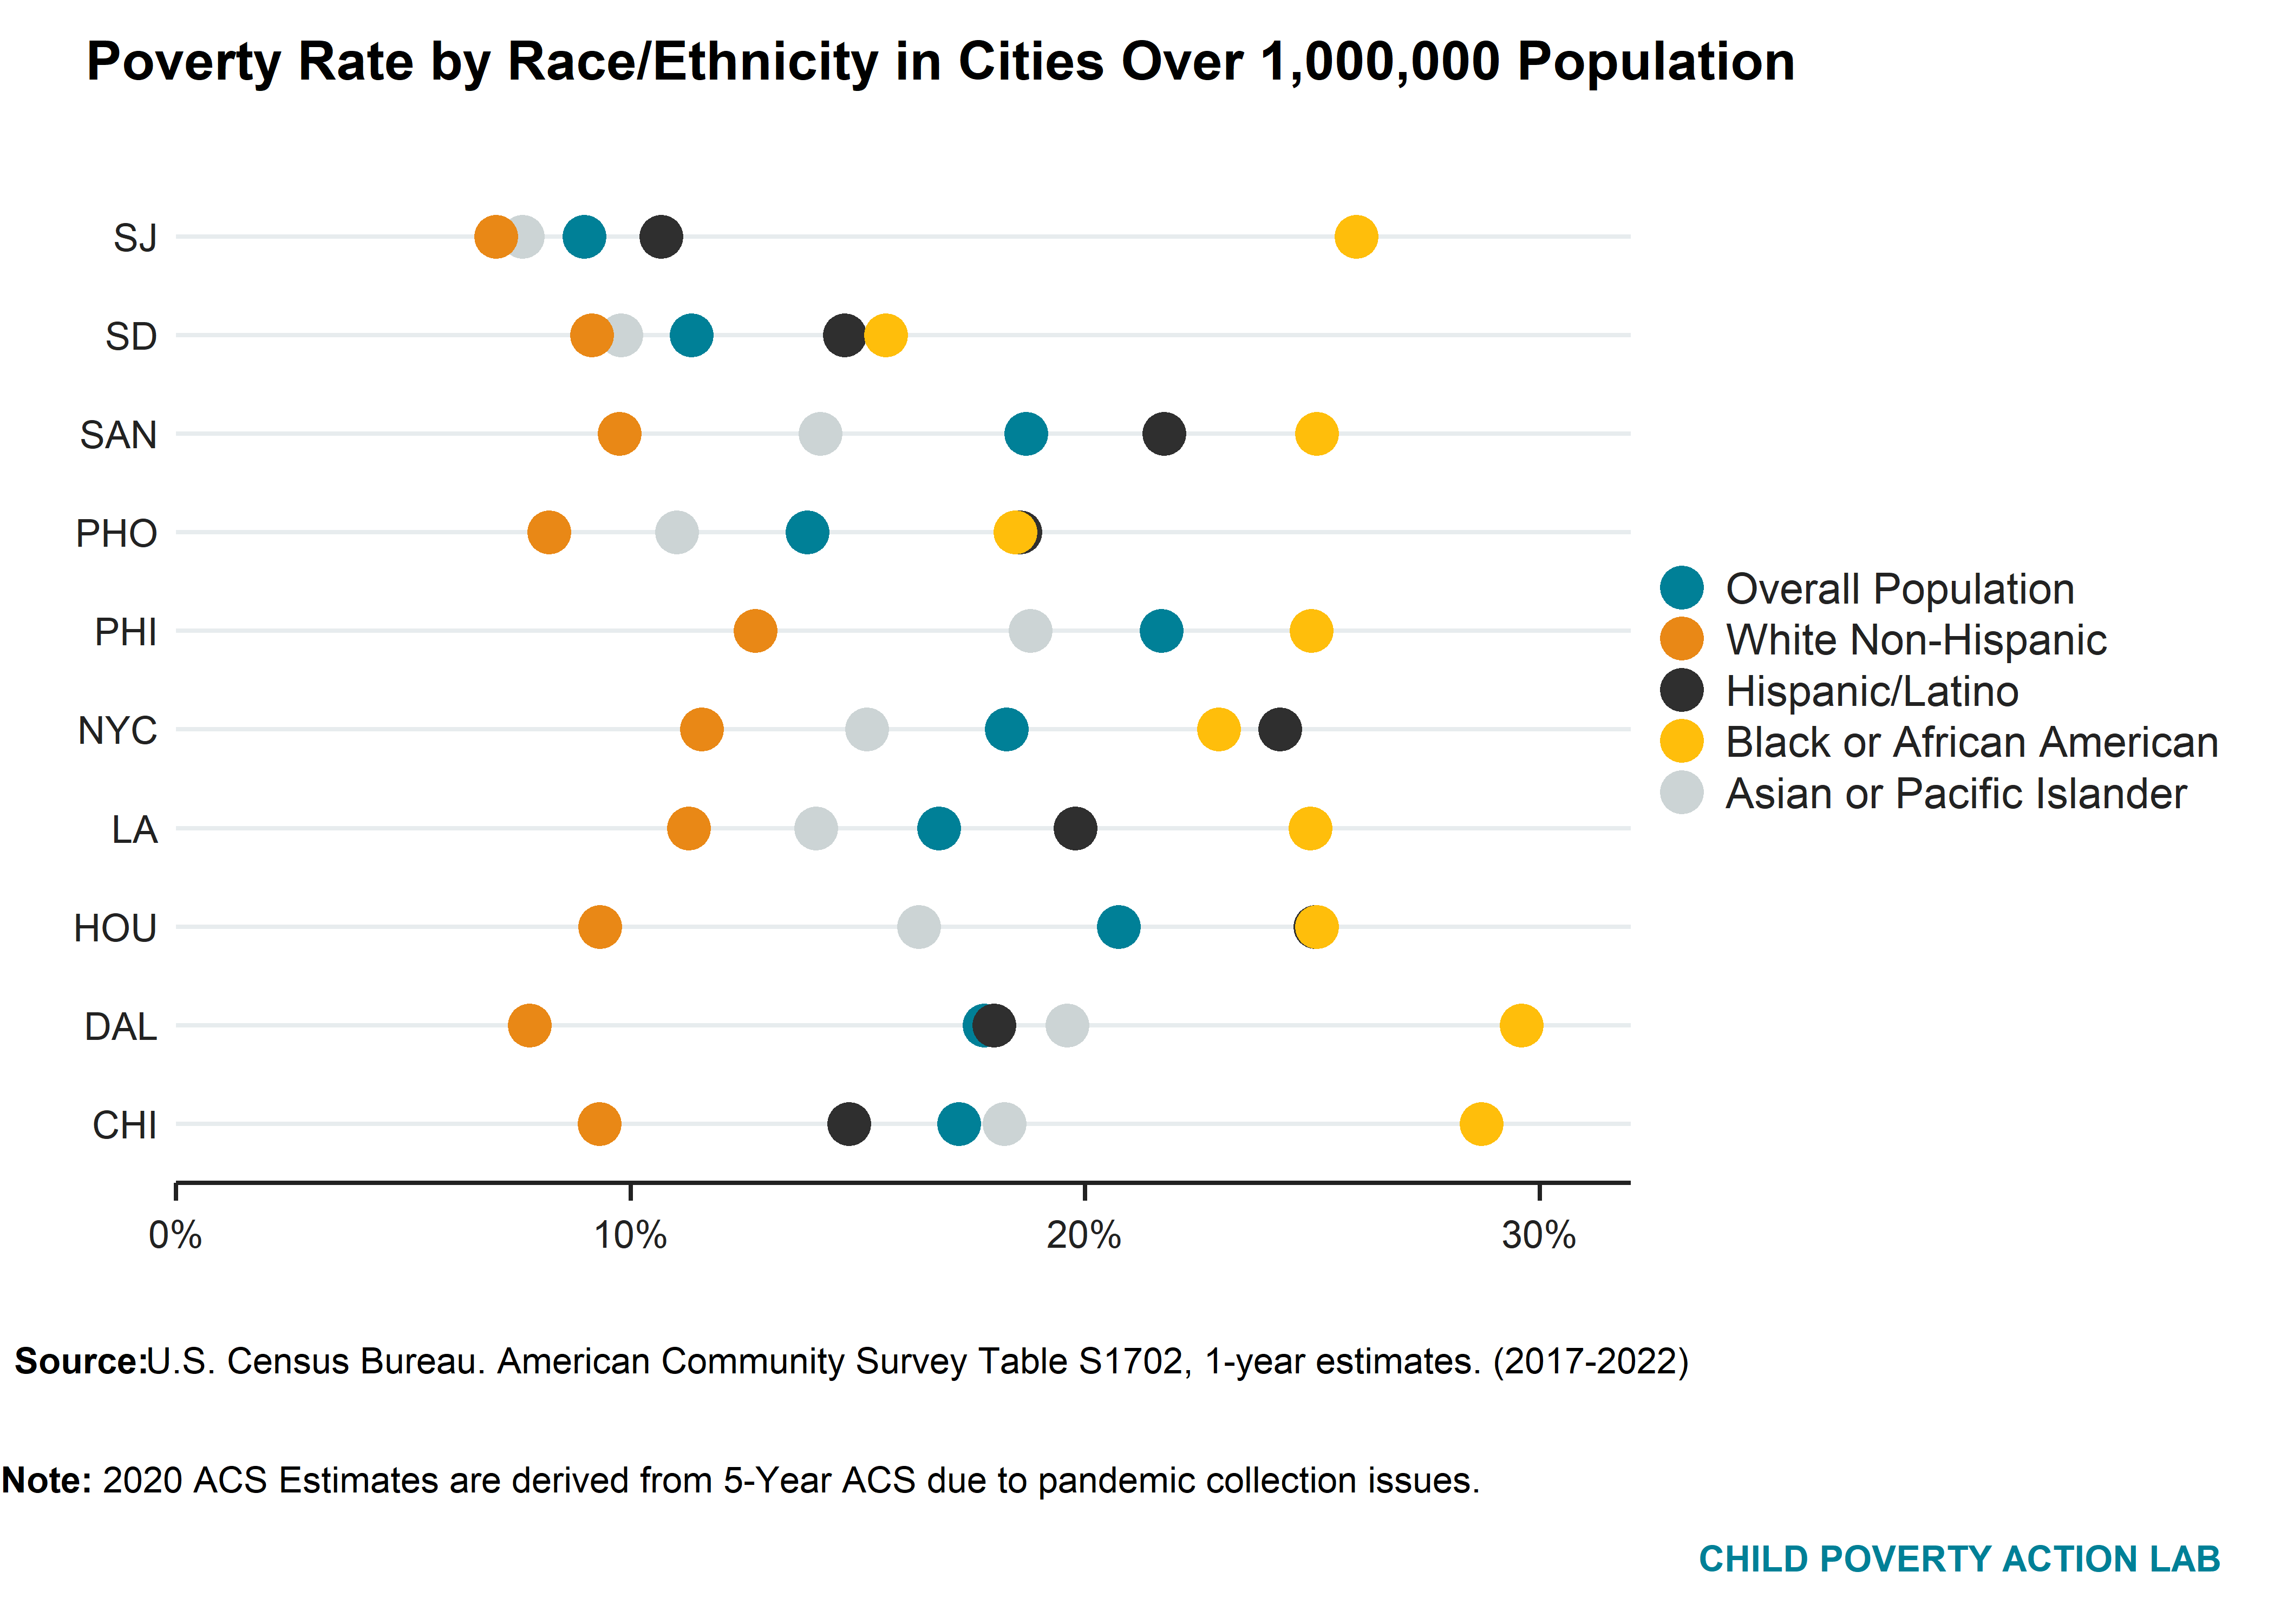 Poverty Rate by Race/Ethnicity in Cities Over 1,000,000 Population
SJ
SD
SAN
PHO
PHI
NYC
LA
HOU
DAL
CHI
0% 10% 20% 30%
Overall Population
White Non-Hispanic
Hispanic/Latino
Black or African American
Asian or Pacific Islander
Source:U.S. Census Bureau. American Community Survey Table S1702, 1-year estimates. (2017-2022)
Note: 2020 ACS Estimates are derived from 5-Year ACS due to pandemic collection issues.
CHILD POVERTY ACTION LAB